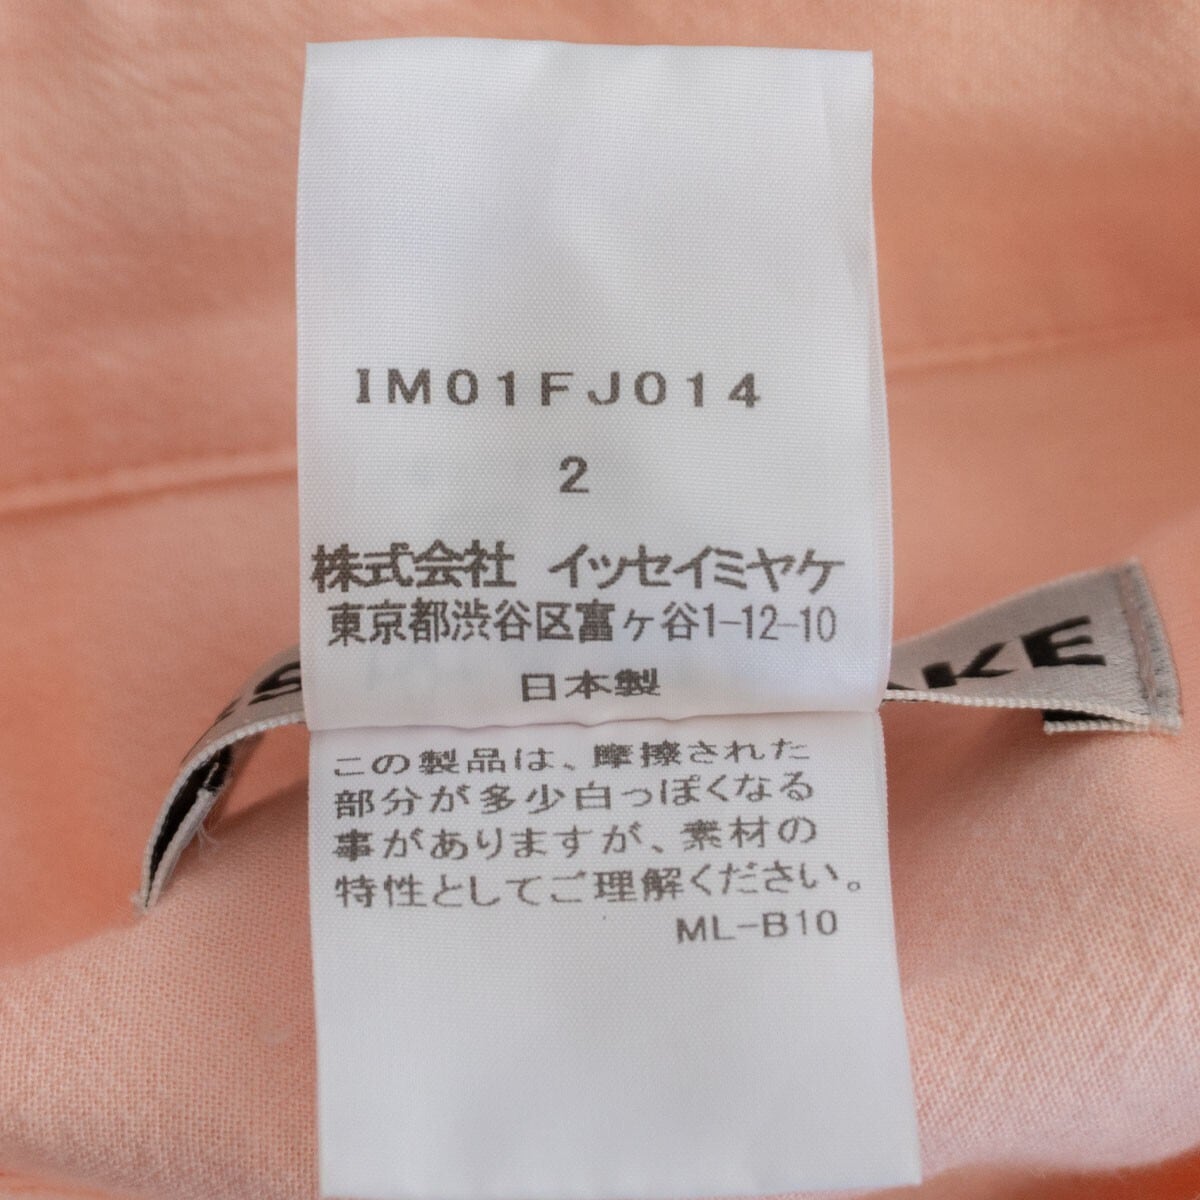 IM01FJ014
2
株式会社 イッセイミヤケ
東京都渋谷区富ヶ谷1-12-10
日本製
この製品は、摩擦された
部分が多少白っぽくなる
事がありますが、素材の
特性としてご理解ください。
ML-B10